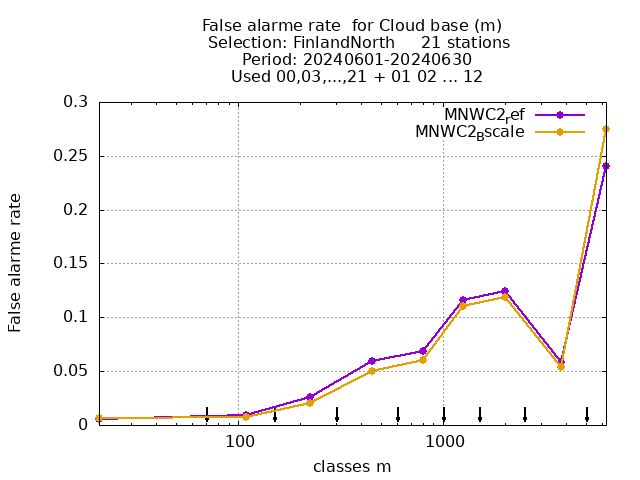 False alarme rate  for Cloud base (m)
Selection: FinlandNorth     21 stations
Period: 20240601-20240630
Used 00,03,...,21 + 01 02 ... 12
MNWC2ref
MNWC2Bscale
0.3
0.25
0.2
0.15
0.1
0.05
0
False alarme rate
100
1000
classes m